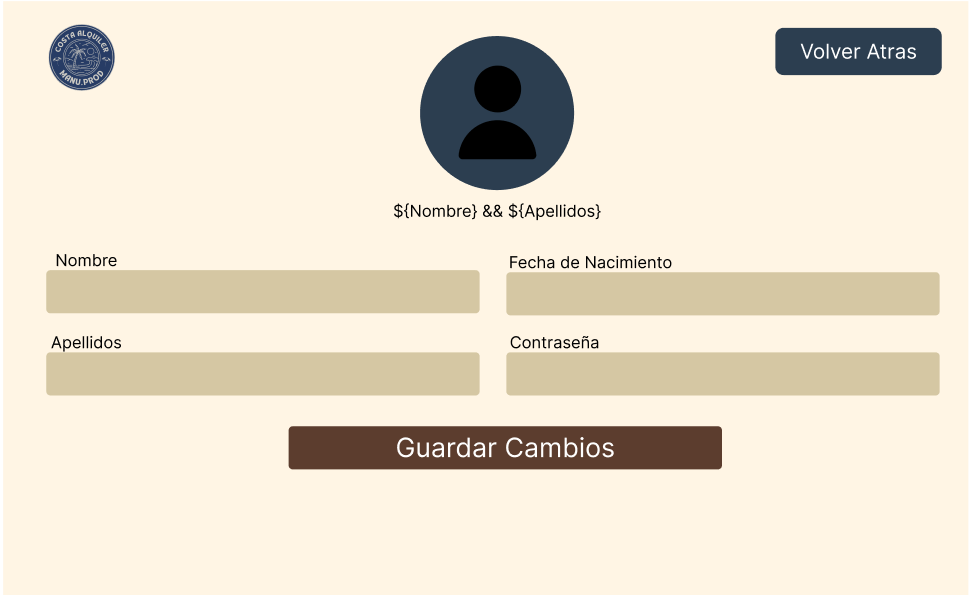 COSTA ALQUILER
MANU.PROD
Volver Atras
${Nombre} && ${Apellidos}
Nombre
Fecha de Nacimiento
Apellidos
Contraseña
Guardar Cambios